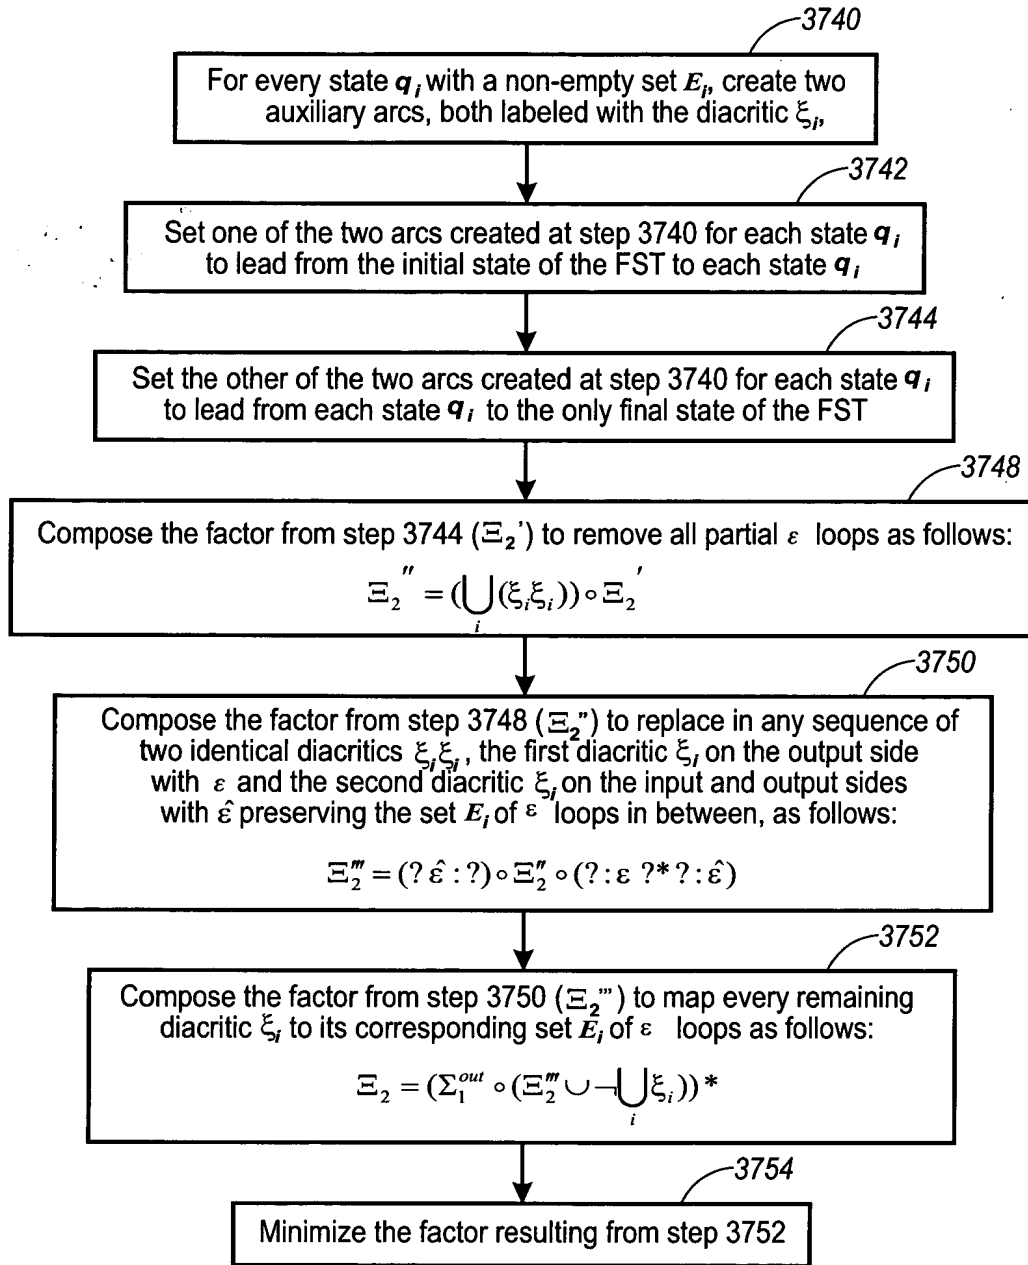 3740
For every state q_i with a non-empty set E_i, create two
auxiliary arcs, both labeled with the diacritic ξ_i,
3742
Set one of the two arcs created at step 3740 for each state q_i
to lead from the initial state of the FST to each state q_i
3744
Set the other of the two arcs created at step 3740 for each state q_i
to lead from each state q_i to the only final state of the FST
3748
Compose the factor from step 3744 (Ξ_2') to remove all partial ε loops as follows:
Ξ_2'' = (⋃_i (ξ_i ξ_i)) ∘ Ξ_2'
3750
Compose the factor from step 3748 (Ξ_2'') to replace in any sequence of
two identical diacritics ξ_i ξ_i, the first diacritic ξ_i on the output side
with ε and the second diacritic ξ_i on the input and output sides
with ε̂ preserving the set E_i of ε loops in between, as follows:
Ξ_2''' = (? ε̂ : ?) ∘ Ξ_2'' ∘ (? : ε ?* ? : ε̂)
3752
Compose the factor from step 3750 (Ξ_2''') to map every remaining
diacritic ξ_i to its corresponding set E_i of ε loops as follows:
Ξ_2 = (Σ_1^out ∘ (Ξ_2''' ∪ ¬⋃_i ξ_i))*
3754
Minimize the factor resulting from step 3752